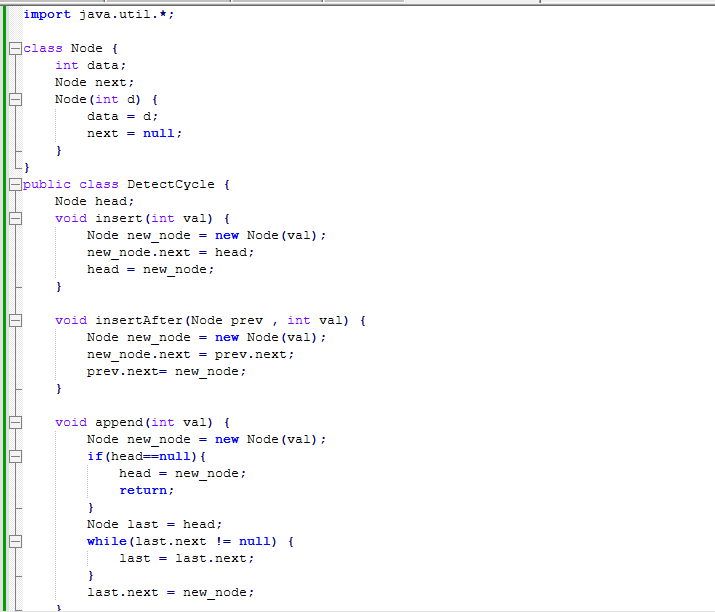 import java.util.*;
class Node {
int data;
Node next;
Node(int d) {
data = d;
next = null;
}
}
public class DetectCycle {
Node head;
void insert(int val) {
Node new_node = new Node(val);
new_node.next = head;
head = new_node;
}
void insertAfter(Node prev , int val) {
Node new_node = new Node(val);
new_node.next = prev.next;
prev.next= new_node;
}
void append(int val) {
Node new_node = new Node(val);
if(head==null){
head = new_node;
return;
}
Node last = head;
while(last.next != null) {
last = last.next;
}
last.next = new_node;
}